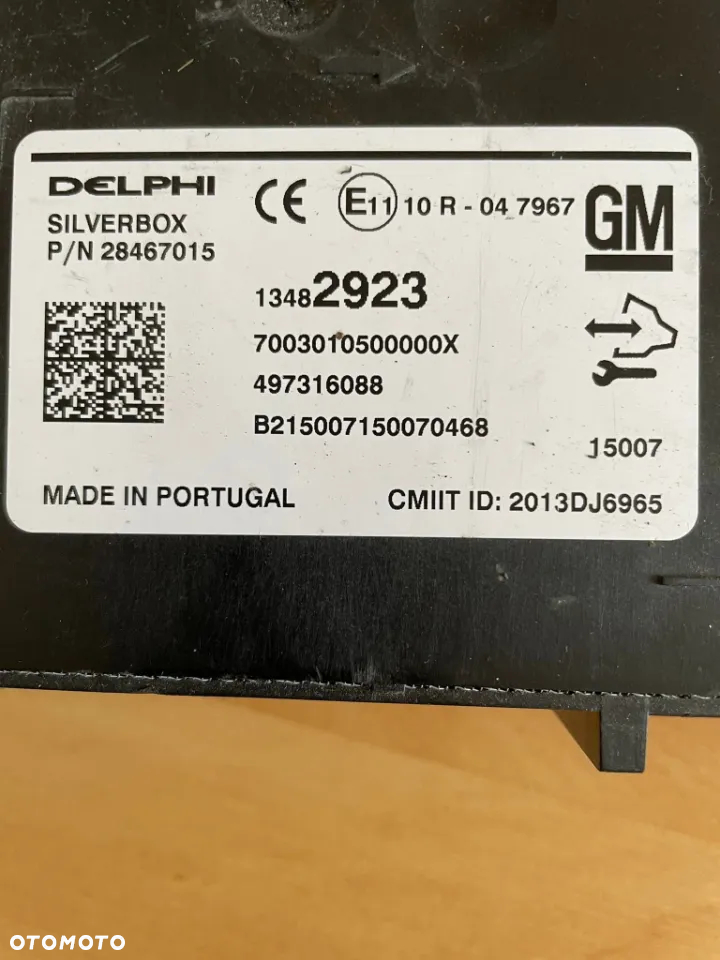 DELPHI
SILVERBOX
P/N 28467015
CE E11 10 R - 04 7967
GM
13482923
7003010500000X
497316088
B215007150070468
15007
MADE IN PORTUGAL
CMIIT ID: 2013DJ6965
OTOMOTO